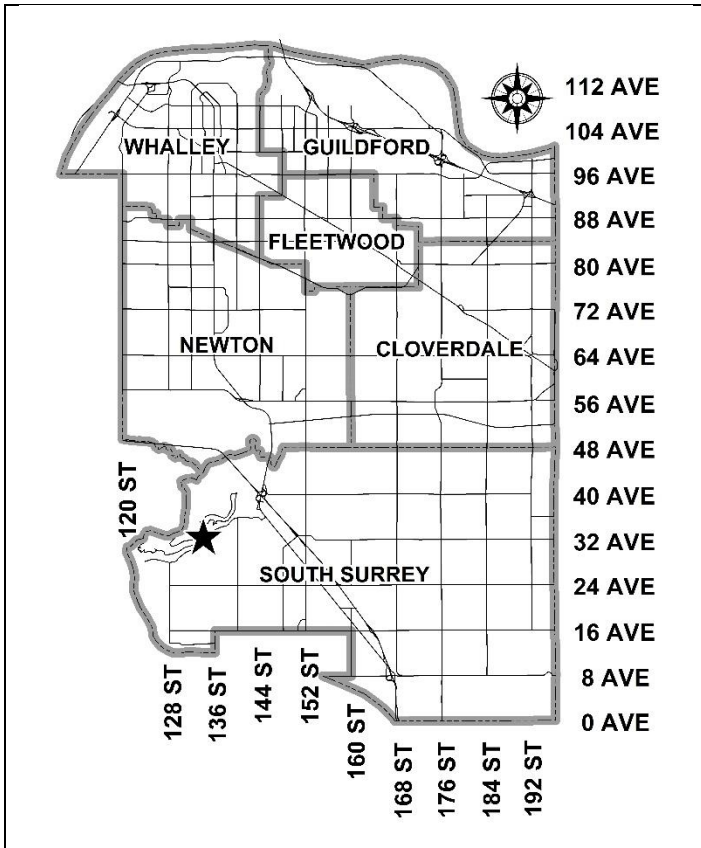 112 AVE
104 AVE
WHALLEY
GUILDFORD
96 AVE
88 AVE
FLEETWOOD
80 AVE
72 AVE
NEWTON
CLOVERDALE
64 AVE
56 AVE
48 AVE
120 ST
40 AVE
32 AVE
SOUTH SURREY
24 AVE
16 AVE
128 ST
136 ST
144 ST
152 ST
160 ST
8 AVE
0 AVE
168 ST
176 ST
184 ST
192 ST